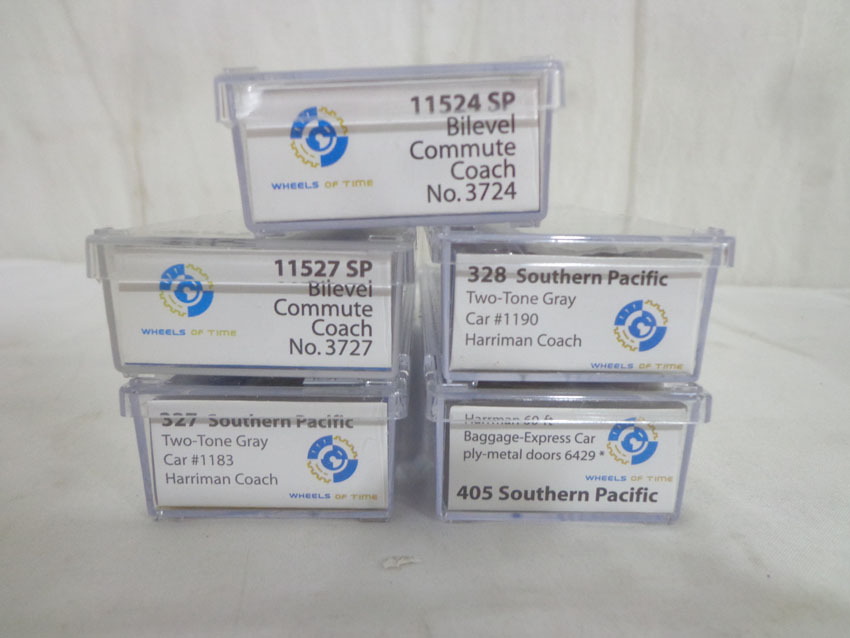 11524 SP
Bilevel
Commute
Coach
No. 3724
WHEELS OF TIME
11527 SP
Bilevel
Commute
Coach
No. 3727
WHEELS OF TIME
328 Southern Pacific
Two-Tone Gray
Car #1190
Harriman Coach
WHEELS OF TIME
327 Southern Pacific
Two-Tone Gray
Car #1183
Harriman Coach
WHEELS OF TIME
Harriman 60 ft
Baggage-Express Car
ply-metal doors 6429 *
WHEELS OF TIME
405 Southern Pacific